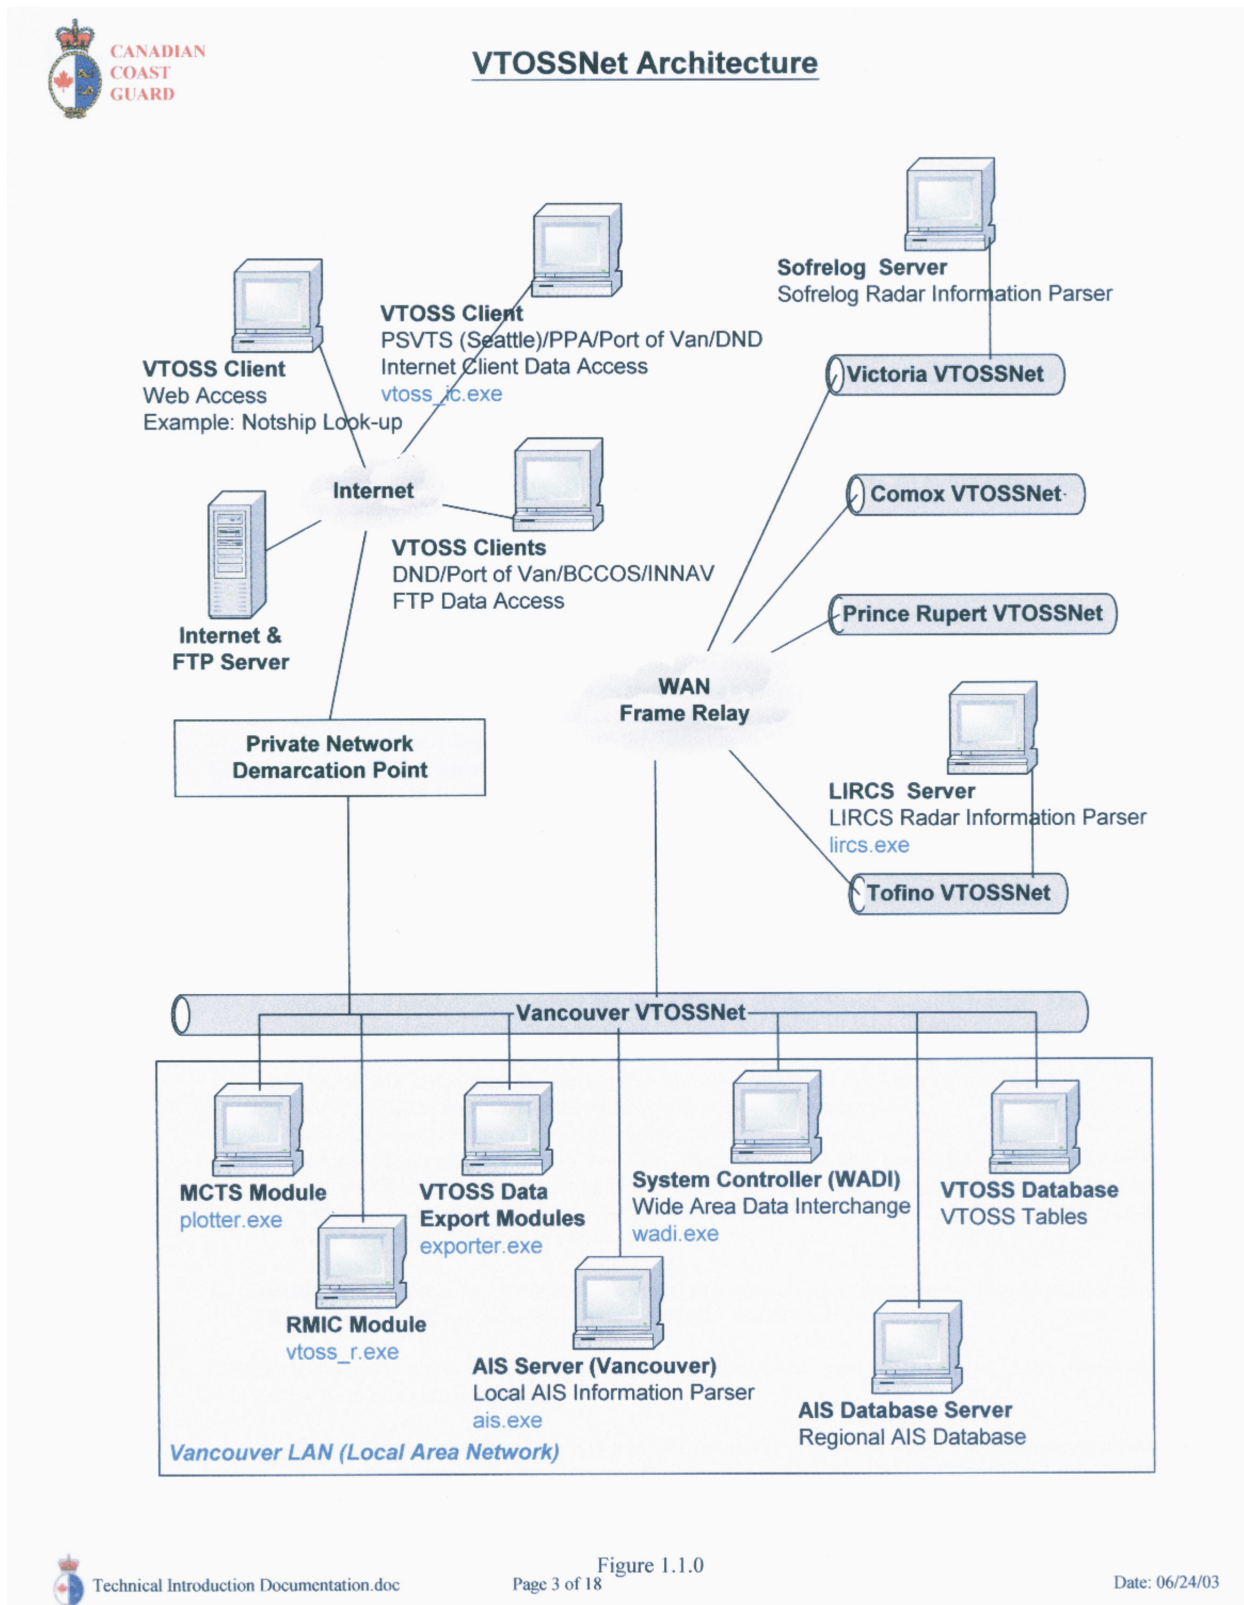 CANADIAN
COAST
GUARD
VTOSSNet Architecture
Sofrelog Server
Sofrelog Radar Information Parser
VTOSS Client
PSVTS (Seattle)/PPA/Port of Van/DND
Internet Client Data Access
vtoss_ic.exe
VTOSS Client
Web Access
Example: Notship Look-up
Victoria VTOSSNet
Internet
Comox VTOSSNet
VTOSS Clients
DND/Port of Van/BCCOS/INNAV
FTP Data Access
Internet &
FTP Server
Prince Rupert VTOSSNet
WAN
Frame Relay
Private Network
Demarcation Point
LIRCS Server
LIRCS Radar Information Parser
lircs.exe
Tofino VTOSSNet
Vancouver VTOSSNet
MCTS Module
plotter.exe
VTOSS Data
Export Modules
exporter.exe
System Controller (WADI)
Wide Area Data Interchange
wadi.exe
VTOSS Database
VTOSS Tables
RMIC Module
vtoss_r.exe
AIS Server (Vancouver)
Local AIS Information Parser
ais.exe
AIS Database Server
Regional AIS Database
Vancouver LAN (Local Area Network)
Figure 1.1.0
Technical Introduction Documentation.doc
Page 3 of 18
Date: 06/24/03